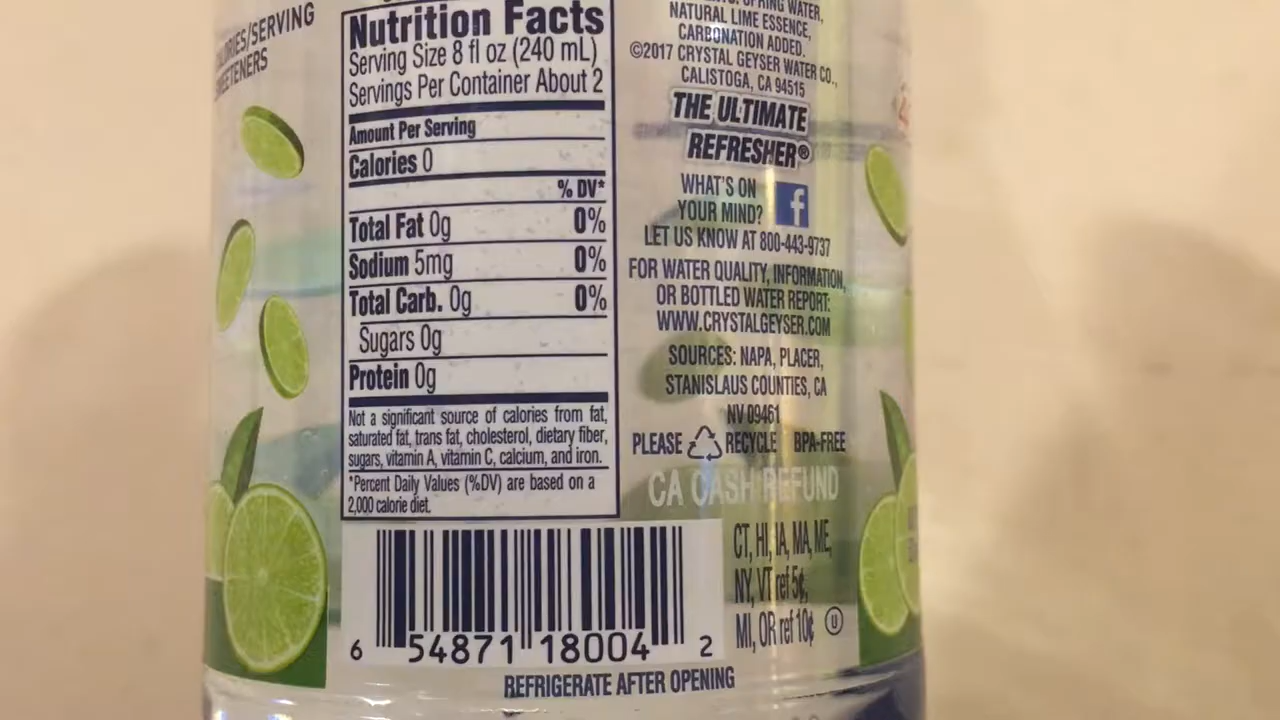 /SERVING
Nutrition Facts
Serving Size 8 fl oz (240 mL)
Servings Per Container About 2
Amount Per Serving
Calories 0
% DV*
Total Fat 0g 0%
Sodium 5mg 0%
Total Carb. 0g 0%
Sugars 0g
Protein 0g
Not a significant source of calories from fat,
saturated fat, trans fat, cholesterol, dietary fiber,
sugars, vitamin A, vitamin C, calcium, and iron.
*Percent Daily Values (%DV) are based on a
2,000 calorie diet.
6 54871 18004 2
REFRIGERATE AFTER OPENING
WATER,
NATURAL LIME ESSENCE,
CARBONATION ADDED.
©2017 CRYSTAL GEYSER WATER CO.,
CALISTOGA, CA 94515
THE ULTIMATE
REFRESHER®
WHAT'S ON
YOUR MIND? f
LET US KNOW AT 800-443-9737
FOR WATER QUALITY, INFORMATION,
OR BOTTLED WATER REPORT:
WWW.CRYSTALGEYSER.COM
SOURCES: NAPA, PLACER,
STANISLAUS COUNTIES, CA
NV 09461
PLEASE RECYCLE BPA-FREE
CA CASH REFUND
CT, HI, IA, MA, ME,
NY, VT ref 5¢,
MI, OR ref 10¢ U